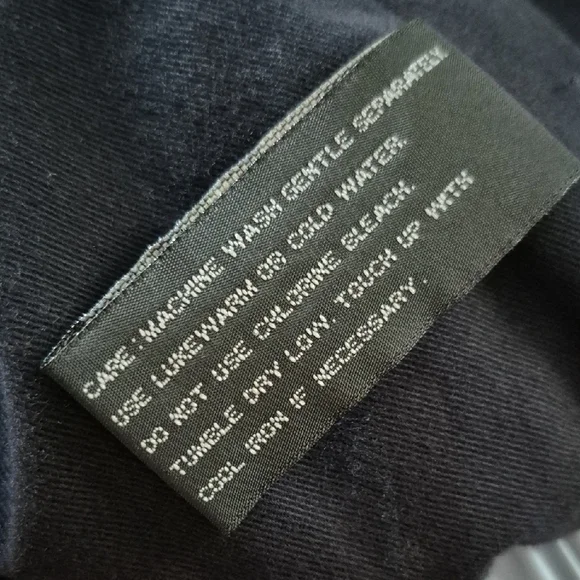 CARE: MACHINE WASH GENTLE SEPARATELY.
USE LUKEWARM OR COLD WATER.
DO NOT USE CHLORINE BLEACH.
TUMBLE DRY LOW. TOUCH UP WITH
COOL IRON IF NECESSARY.